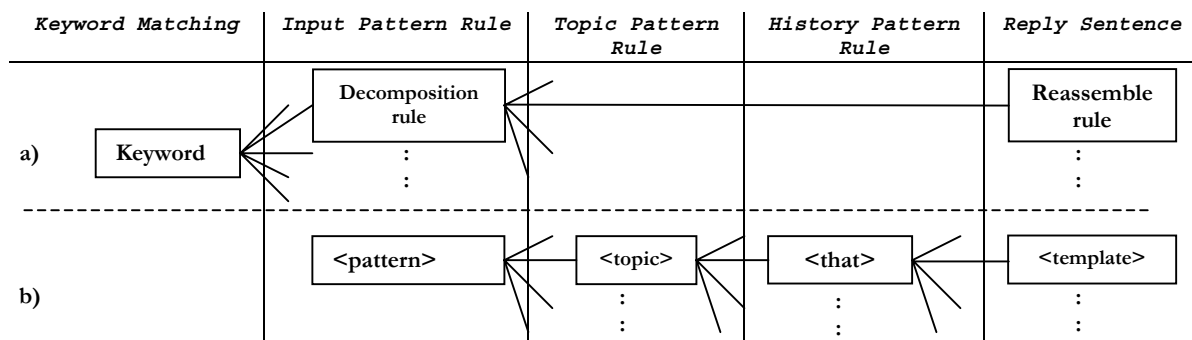 Keyword Matching
Input Pattern Rule
Topic Pattern
Rule
History Pattern
Rule
Reply Sentence
a)
Keyword
Decomposition
rule
:
:
Reassemble
rule
:
:
b)
<pattern>
<topic>
:
:
<that>
:
:
<template>
:
: